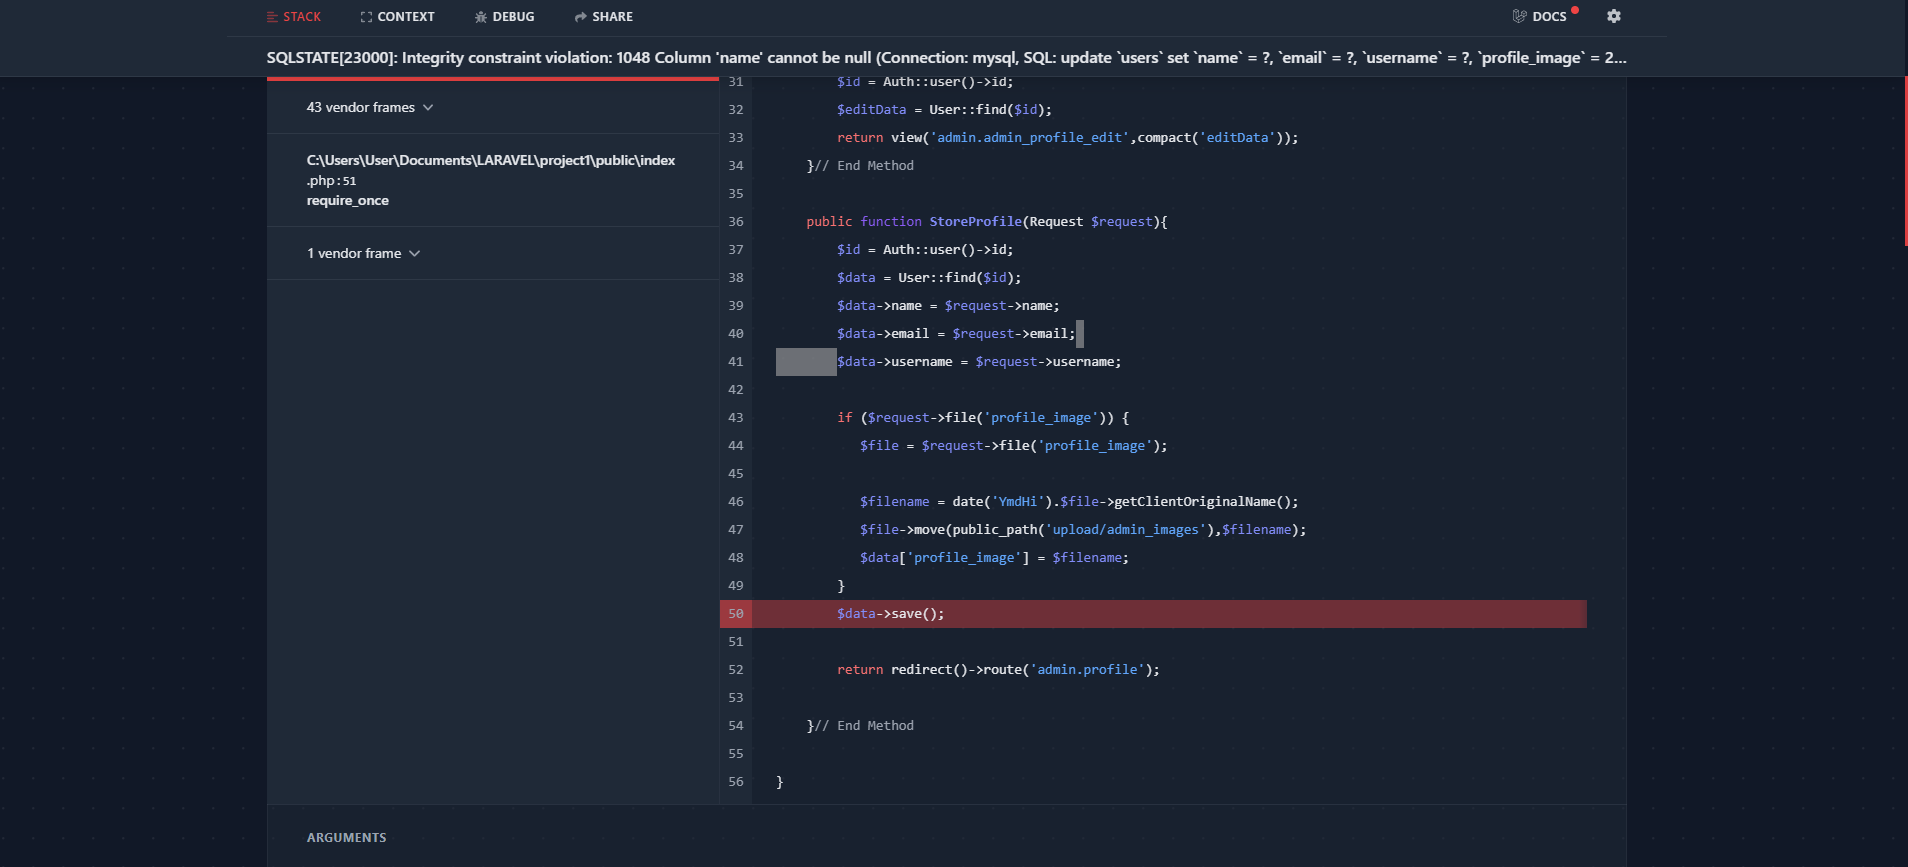 STACK CONTEXT DEBUG SHARE DOCS
SQLSTATE[23000]: Integrity constraint violation: 1048 Column 'name' cannot be null (Connection: mysql, SQL: update `users` set `name` = ?, `email` = ?, `username` = ?, `profile_image` = 2...
43 vendor frames
C:\Users\User\Documents\LARAVEL\project1\public\index
.php:51
require_once
1 vendor frame
31 $id = Auth::user()->id;
32 $editData = User::find($id);
33 return view('admin.admin_profile_edit',compact('editData'));
34 }// End Method
35
36 public function StoreProfile(Request $request){
37 $id = Auth::user()->id;
38 $data = User::find($id);
39 $data->name = $request->name;
40 $data->email = $request->email;
41 $data->username = $request->username;
42
43 if ($request->file('profile_image')) {
44 $file = $request->file('profile_image');
45
46 $filename = date('YmdHi').$file->getClientOriginalName();
47 $file->move(public_path('upload/admin_images'),$filename);
48 $data['profile_image'] = $filename;
49 }
50 $data->save();
51
52 return redirect()->route('admin.profile');
53
54 }// End Method
55
56 }
ARGUMENTS